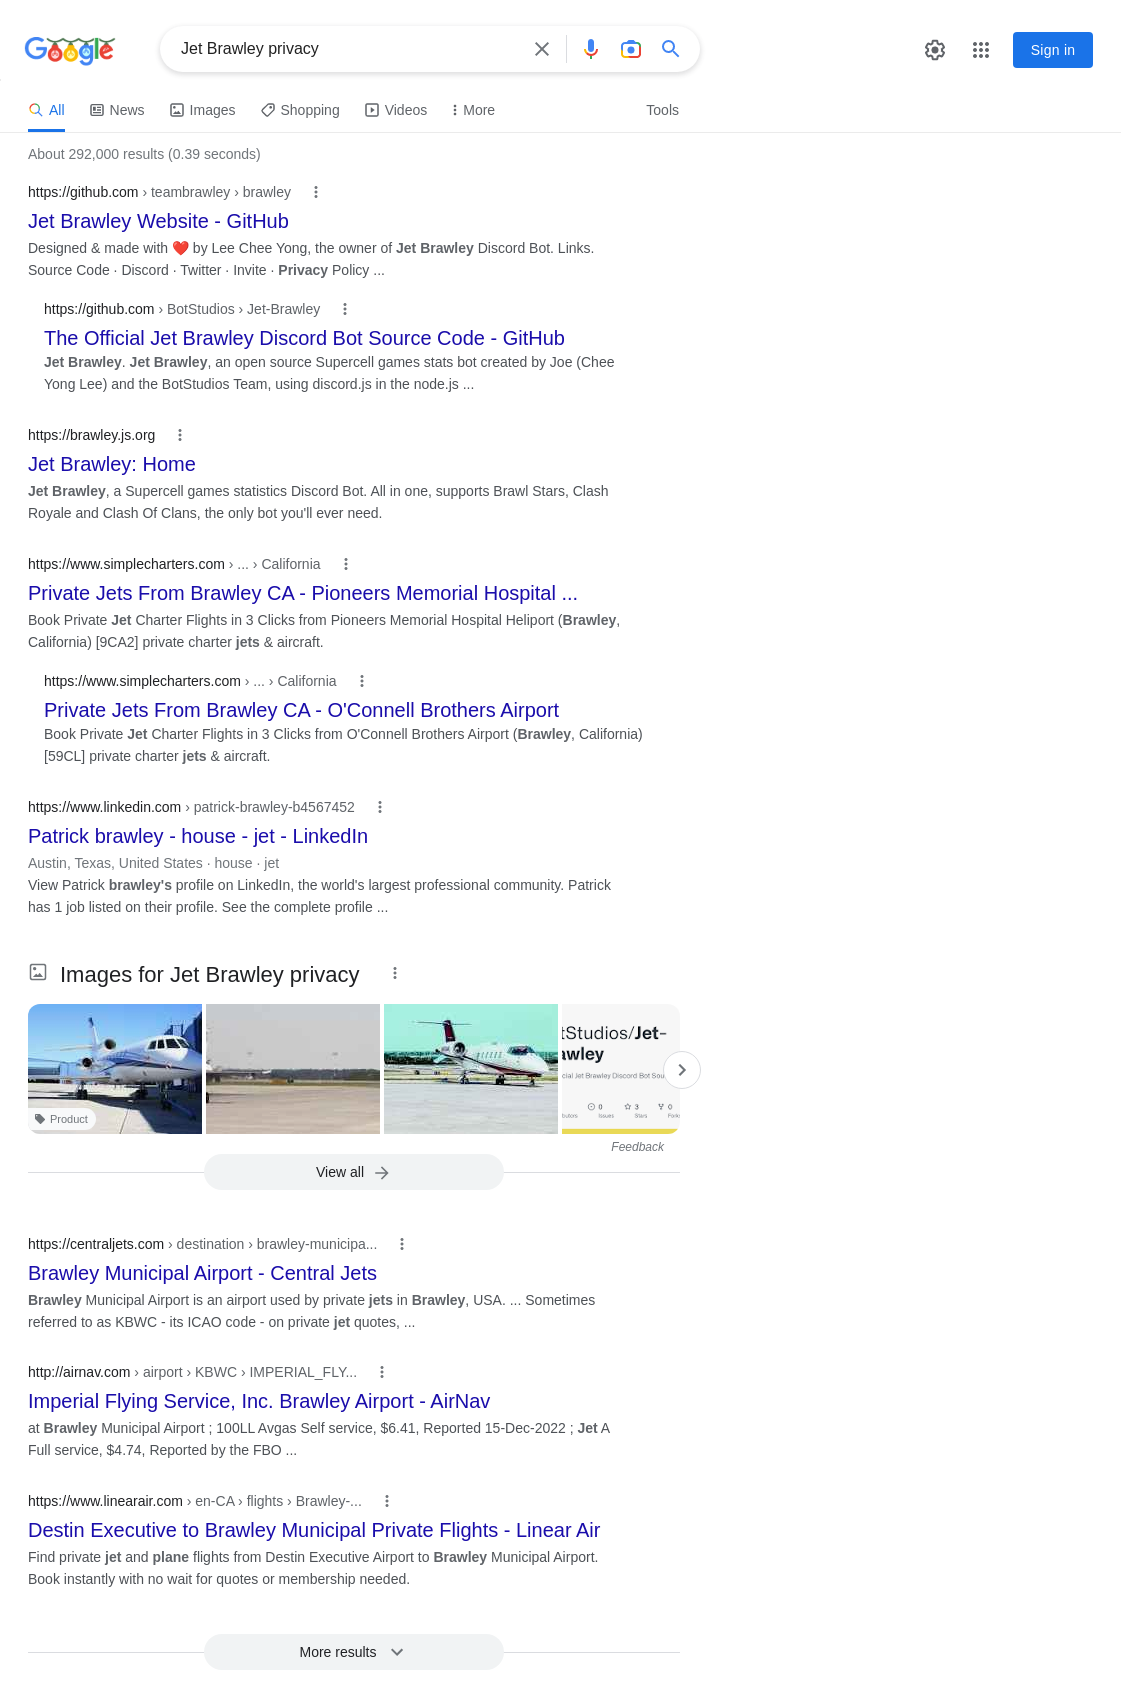 Google
Jet Brawley privacy
Sign in
All
News
Images
Shopping
Videos
More
Tools
About 292,000 results (0.39 seconds)
https://github.com › teambrawley › brawley
Jet Brawley Website - GitHub
Designed & made with ❤️ by Lee Chee Yong, the owner of Jet Brawley Discord Bot. Links.
Source Code · Discord · Twitter · Invite · Privacy Policy ...
https://github.com › BotStudios › Jet-Brawley
The Official Jet Brawley Discord Bot Source Code - GitHub
Jet Brawley. Jet Brawley, an open source Supercell games stats bot created by Joe (Chee
Yong Lee) and the BotStudios Team, using discord.js in the node.js ...
https://brawley.js.org
Jet Brawley: Home
Jet Brawley, a Supercell games statistics Discord Bot. All in one, supports Brawl Stars, Clash
Royale and Clash Of Clans, the only bot you'll ever need.
https://www.simplecharters.com › ... › California
Private Jets From Brawley CA - Pioneers Memorial Hospital ...
Book Private Jet Charter Flights in 3 Clicks from Pioneers Memorial Hospital Heliport (Brawley,
California) [9CA2] private charter jets & aircraft.
https://www.simplecharters.com › ... › California
Private Jets From Brawley CA - O'Connell Brothers Airport
Book Private Jet Charter Flights in 3 Clicks from O'Connell Brothers Airport (Brawley, California)
[59CL] private charter jets & aircraft.
https://www.linkedin.com › patrick-brawley-b4567452
Patrick brawley - house - jet - LinkedIn
Austin, Texas, United States · house · jet
View Patrick brawley's profile on LinkedIn, the world's largest professional community. Patrick
has 1 job listed on their profile. See the complete profile ...
Images for Jet Brawley privacy
Product
tStudios/Jet-
awley
cial Jet Brawley Discord Bot Sou
0
3
0
butors
Issues
Stars
Forks
Feedback
View all
https://centraljets.com › destination › brawley-municipa...
Brawley Municipal Airport - Central Jets
Brawley Municipal Airport is an airport used by private jets in Brawley, USA. ... Sometimes
referred to as KBWC - its ICAO code - on private jet quotes, ...
http://airnav.com › airport › KBWC › IMPERIAL_FLY...
Imperial Flying Service, Inc. Brawley Airport - AirNav
at Brawley Municipal Airport ; 100LL Avgas Self service, $6.41, Reported 15-Dec-2022 ; Jet A
Full service, $4.74, Reported by the FBO ...
https://www.linearair.com › en-CA › flights › Brawley-...
Destin Executive to Brawley Municipal Private Flights - Linear Air
Find private jet and plane flights from Destin Executive Airport to Brawley Municipal Airport.
Book instantly with no wait for quotes or membership needed.
More results